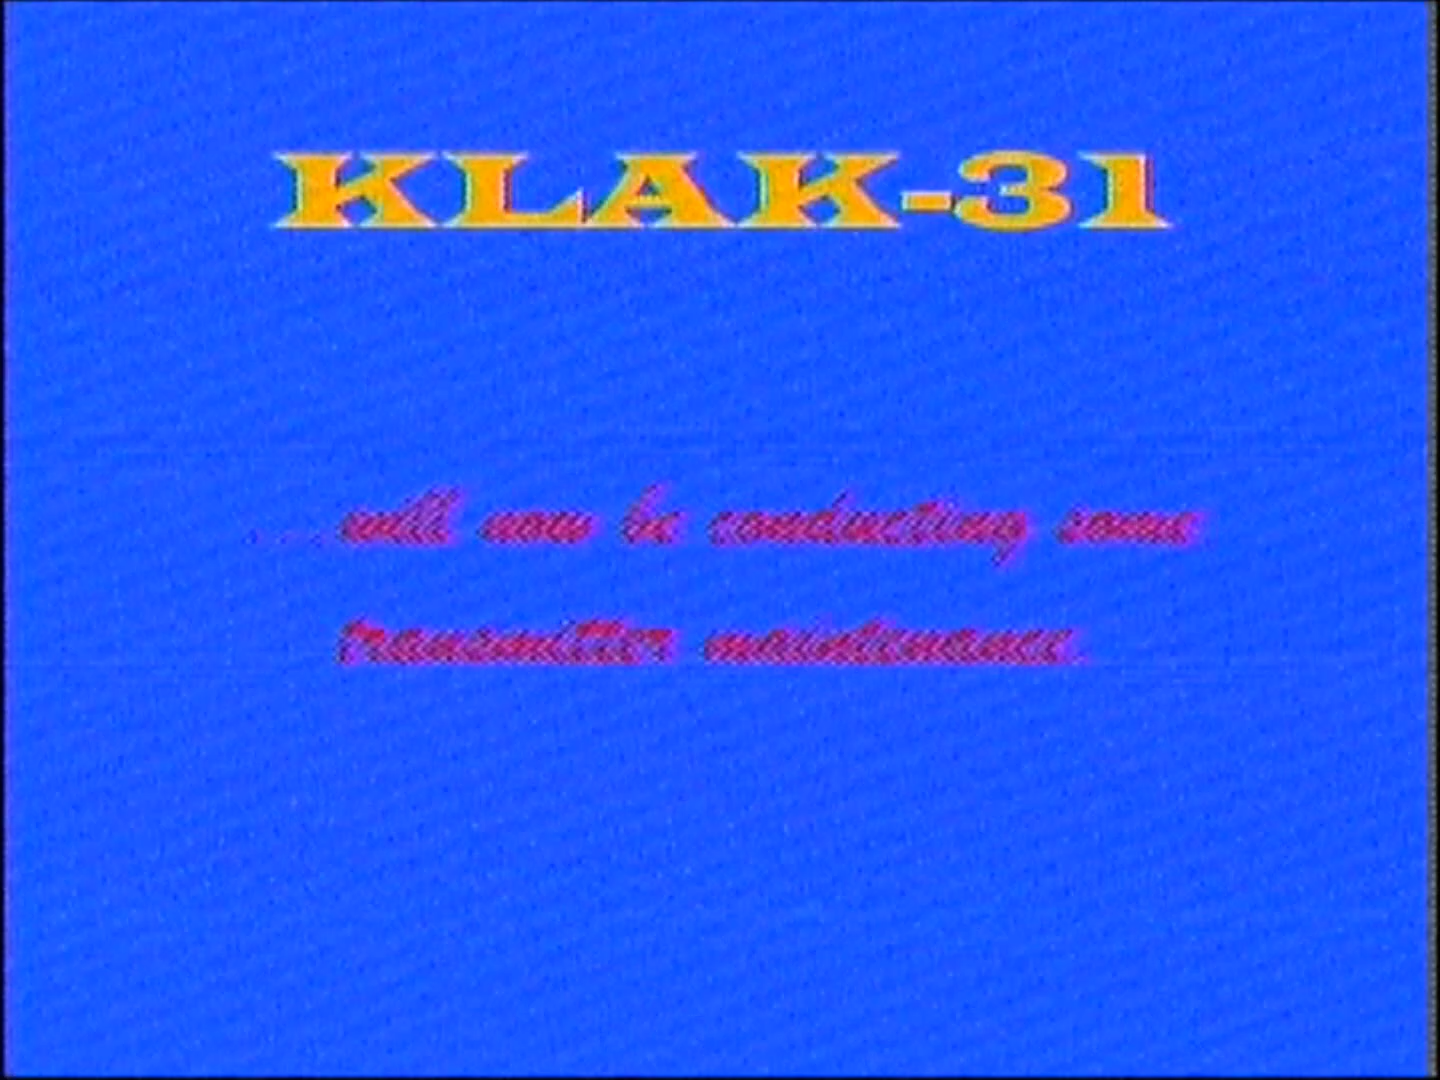 KLAK-31
... will now be conducting some
transmitter maintenance.